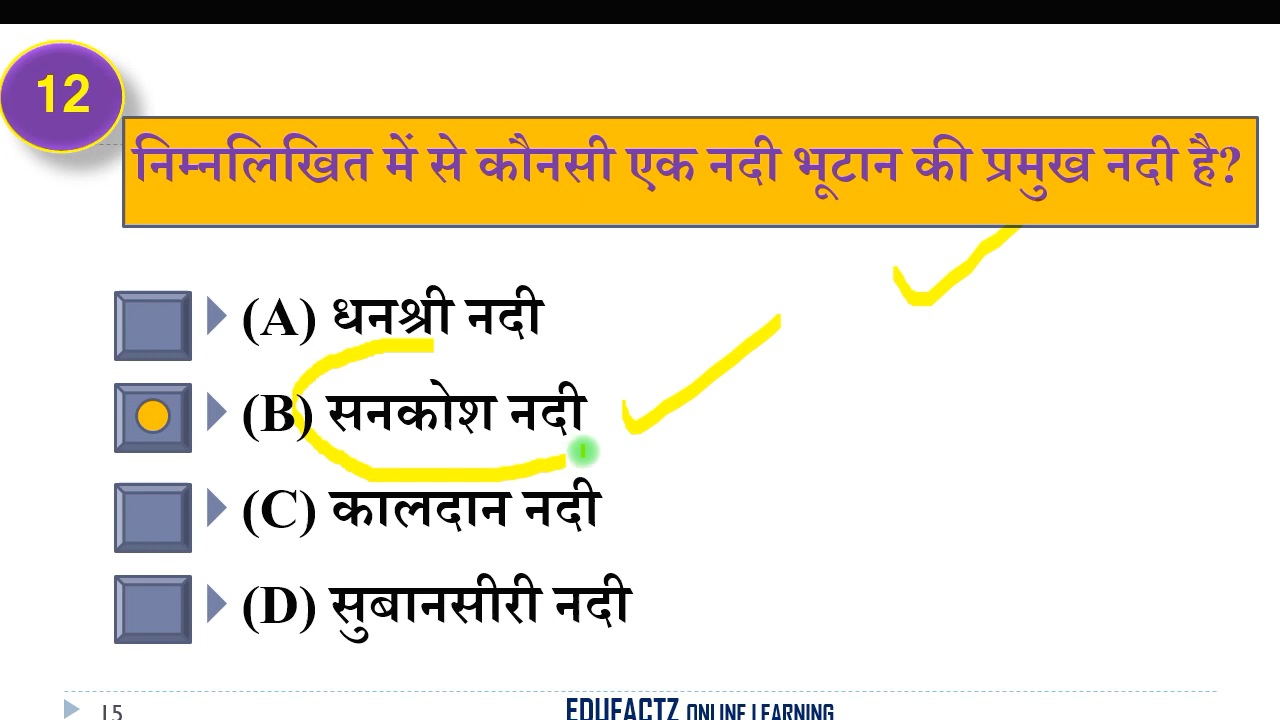 12
निम्नलिखित में से कौनसी एक नदी भूटान की प्रमुख नदी है?
(A) धनश्री नदी
(B) सनकोश नदी
(C) कालदान नदी
(D) सुबानसीरी नदी
15
EDUFACTZ ONLINE LEARNING